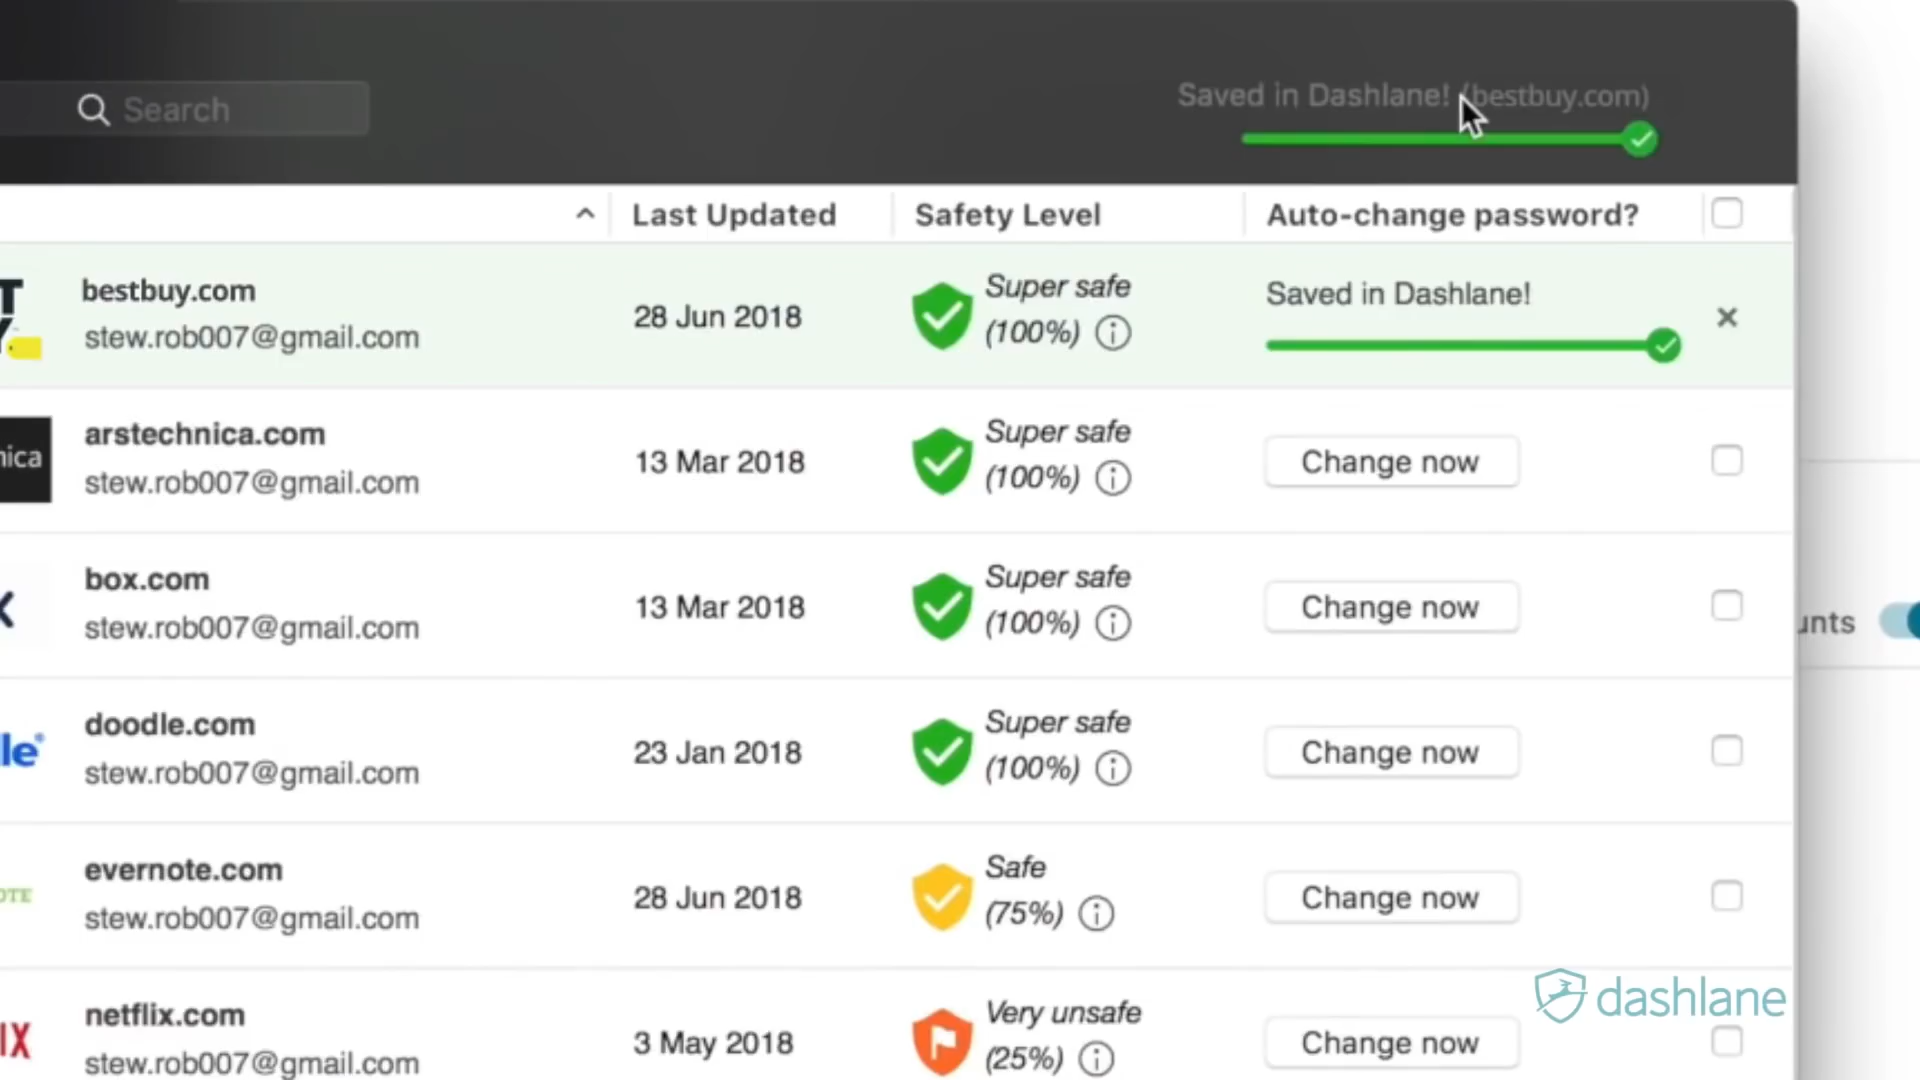 Search
Saved in Dashlane! (bestbuy.com)
Last Updated
Safety Level
Auto-change password?
bestbuy.com
stew.rob007@gmail.com
28 Jun 2018
Super safe
(100%)
Saved in Dashlane!
nica
arstechnica.com
stew.rob007@gmail.com
13 Mar 2018
Super safe
(100%)
Change now
box.com
stew.rob007@gmail.com
13 Mar 2018
Super safe
(100%)
Change now
unts
le
doodle.com
stew.rob007@gmail.com
23 Jan 2018
Super safe
(100%)
Change now
OTE
evernote.com
stew.rob007@gmail.com
28 Jun 2018
Safe
(75%)
Change now
IX
netflix.com
stew.rob007@gmail.com
3 May 2018
Very unsafe
(25%)
Change now
dashlane